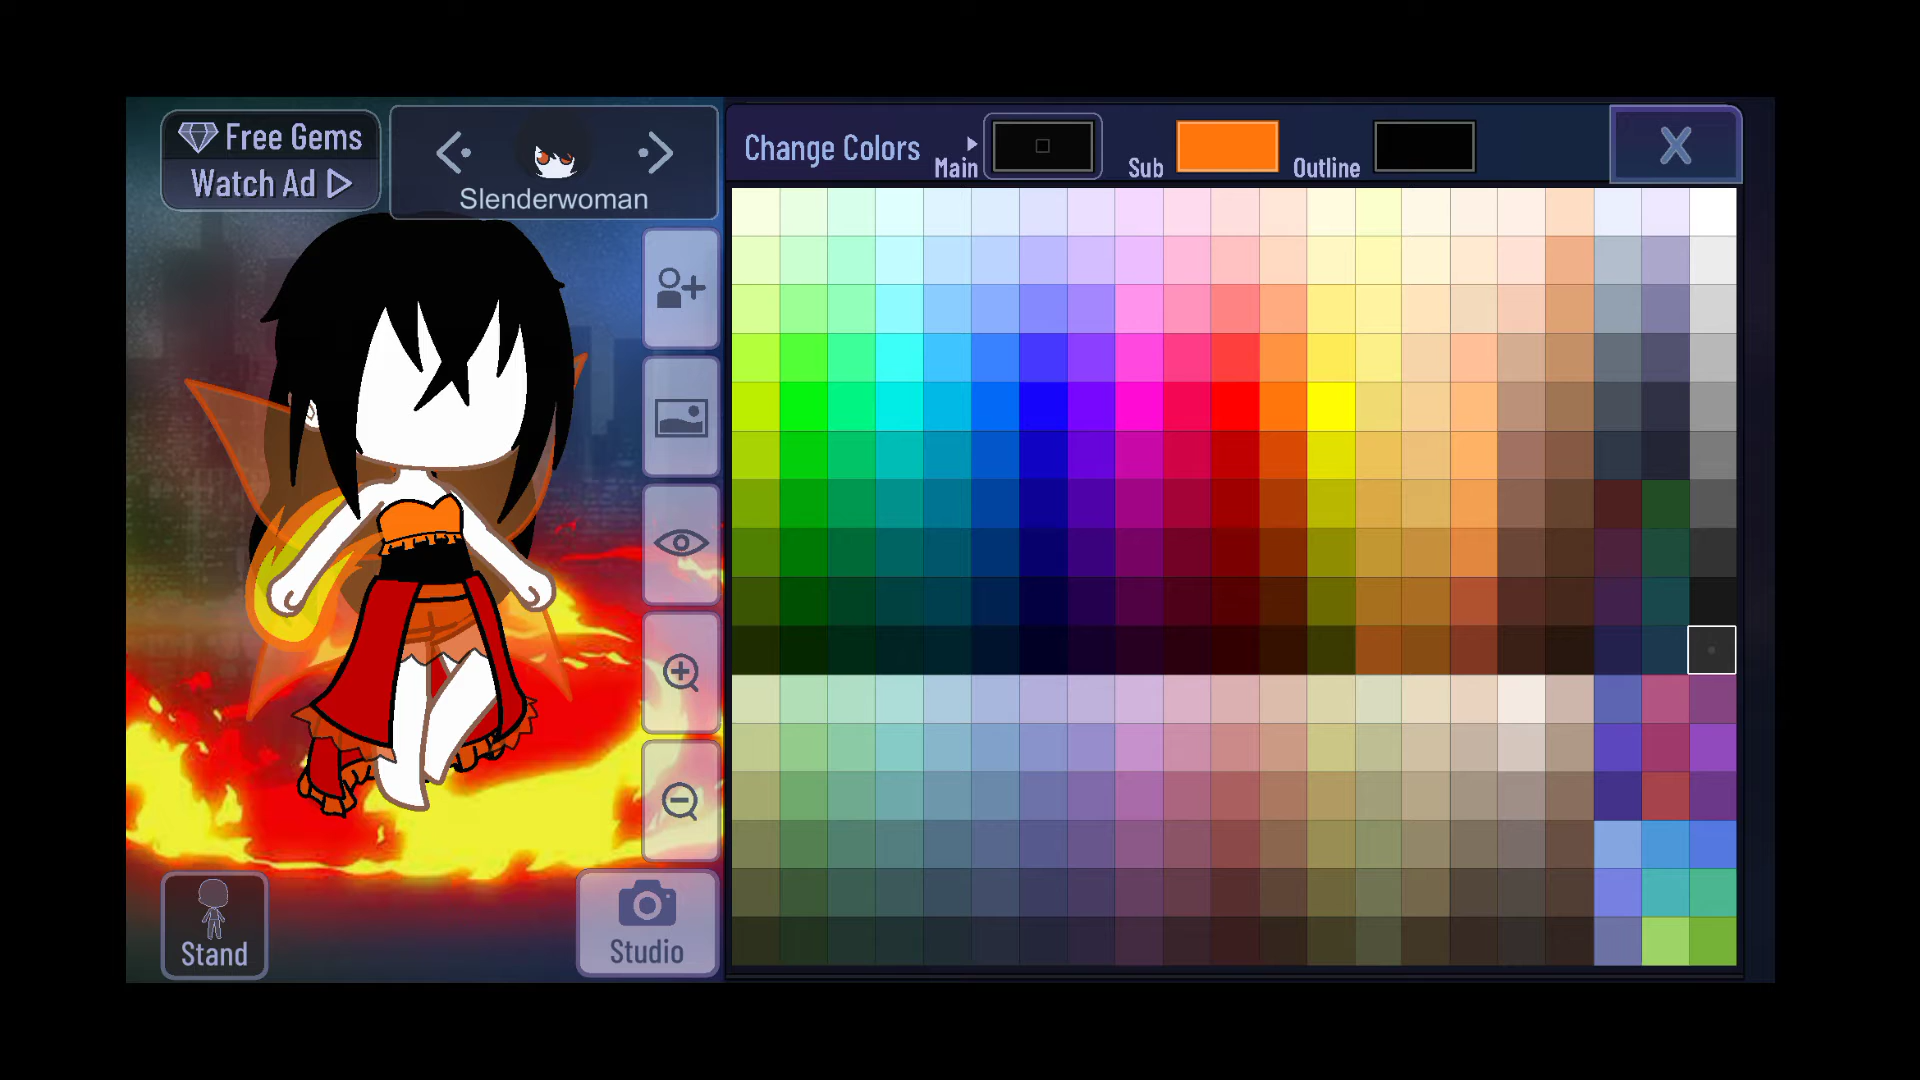 Free Gems
Watch Ad
Slenderwoman
Change Colors
Main
Sub
Outline
X
Stand
Studio